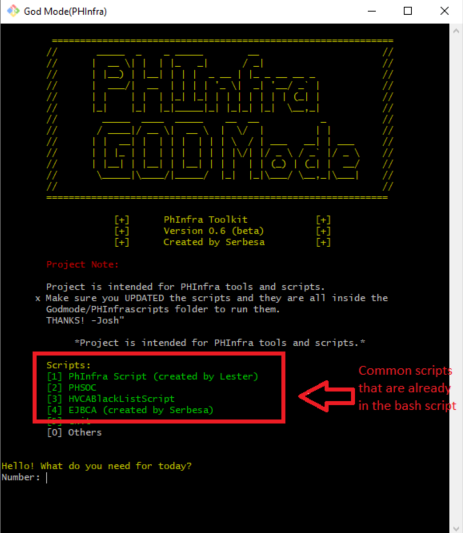 God Mode(PHInfra)
PhInfra
GODMode
[+] PhInfra Toolkit [+]
[+] Version 0.6 (beta) [+]
[+] Created by Serbesa [+]
Project Note:
Project is intended for PHInfra tools and scripts.
x Make sure you UPDATED the scripts and they are all inside the
Godmode/PHInfrascripts folder to run them.
THANKS! -Josh"
"Project is intended for PHInfra tools and scripts."
Scripts:
[1] PhInfra Script (created by Lester)
[2] PHSOC
[3] HVCABlackListScript
[4] EJBCA (created by Serbesa)
[0] Others
Common scripts
that are already
in the bash script
Hello! What do you need for today?
Number: